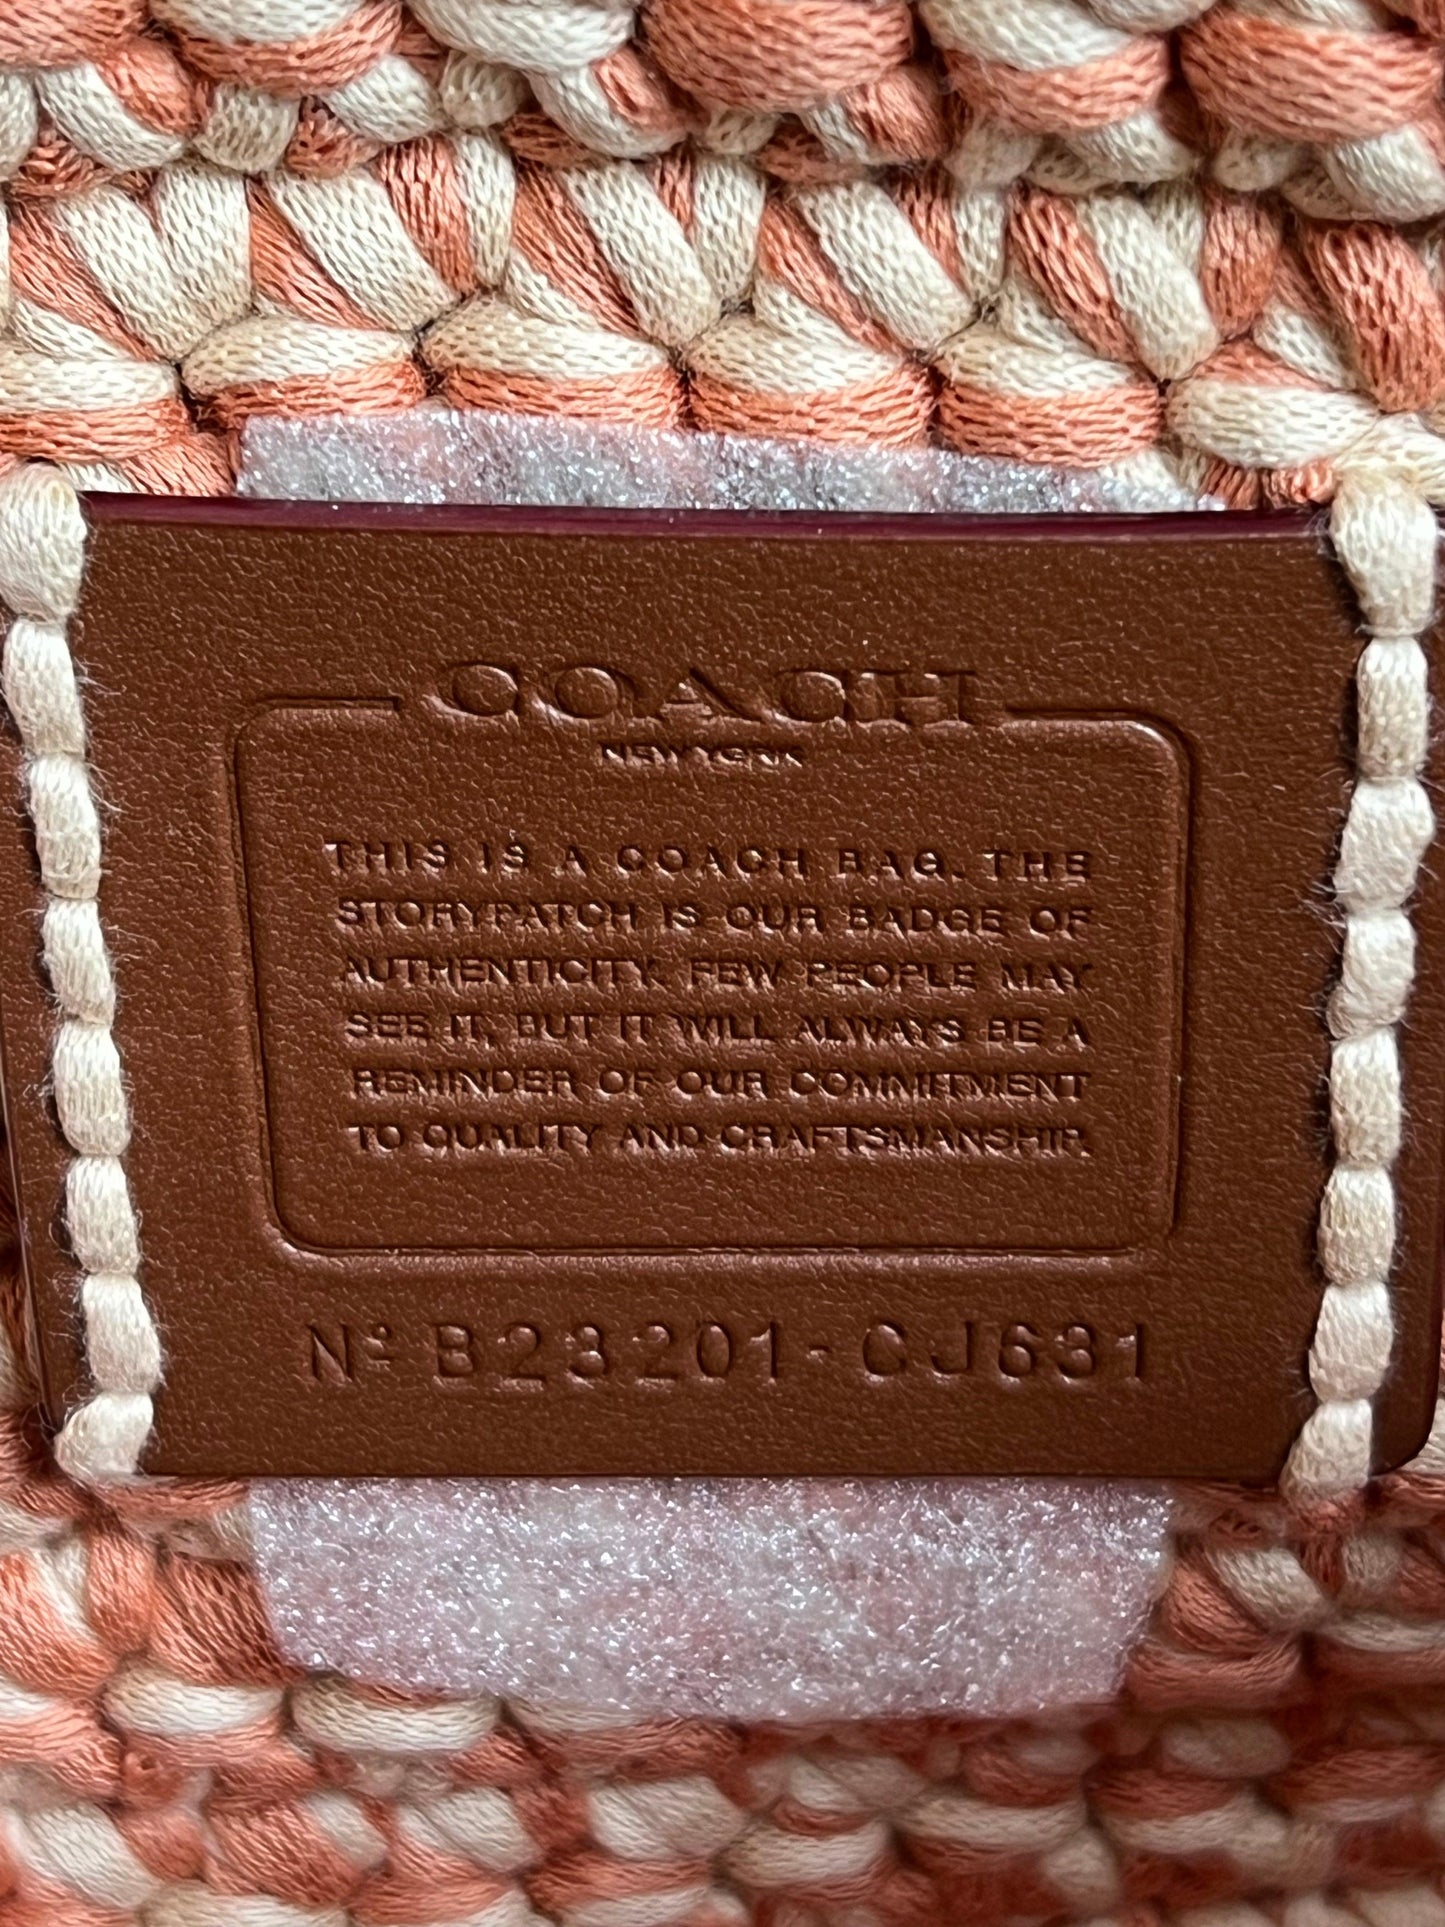 COACH
NEW YORK
THIS IS A COACH BAG. THE
STORYPATCH IS OUR BADGE OF
AUTHENTICITY. FEW PEOPLE MAY
SEE IT, BUT IT WILL ALWAYS BE A
REMINDER OF OUR COMMITMENT
TO QUALITY AND CRAFTSMANSHIP.
Nº B23201-CJ631